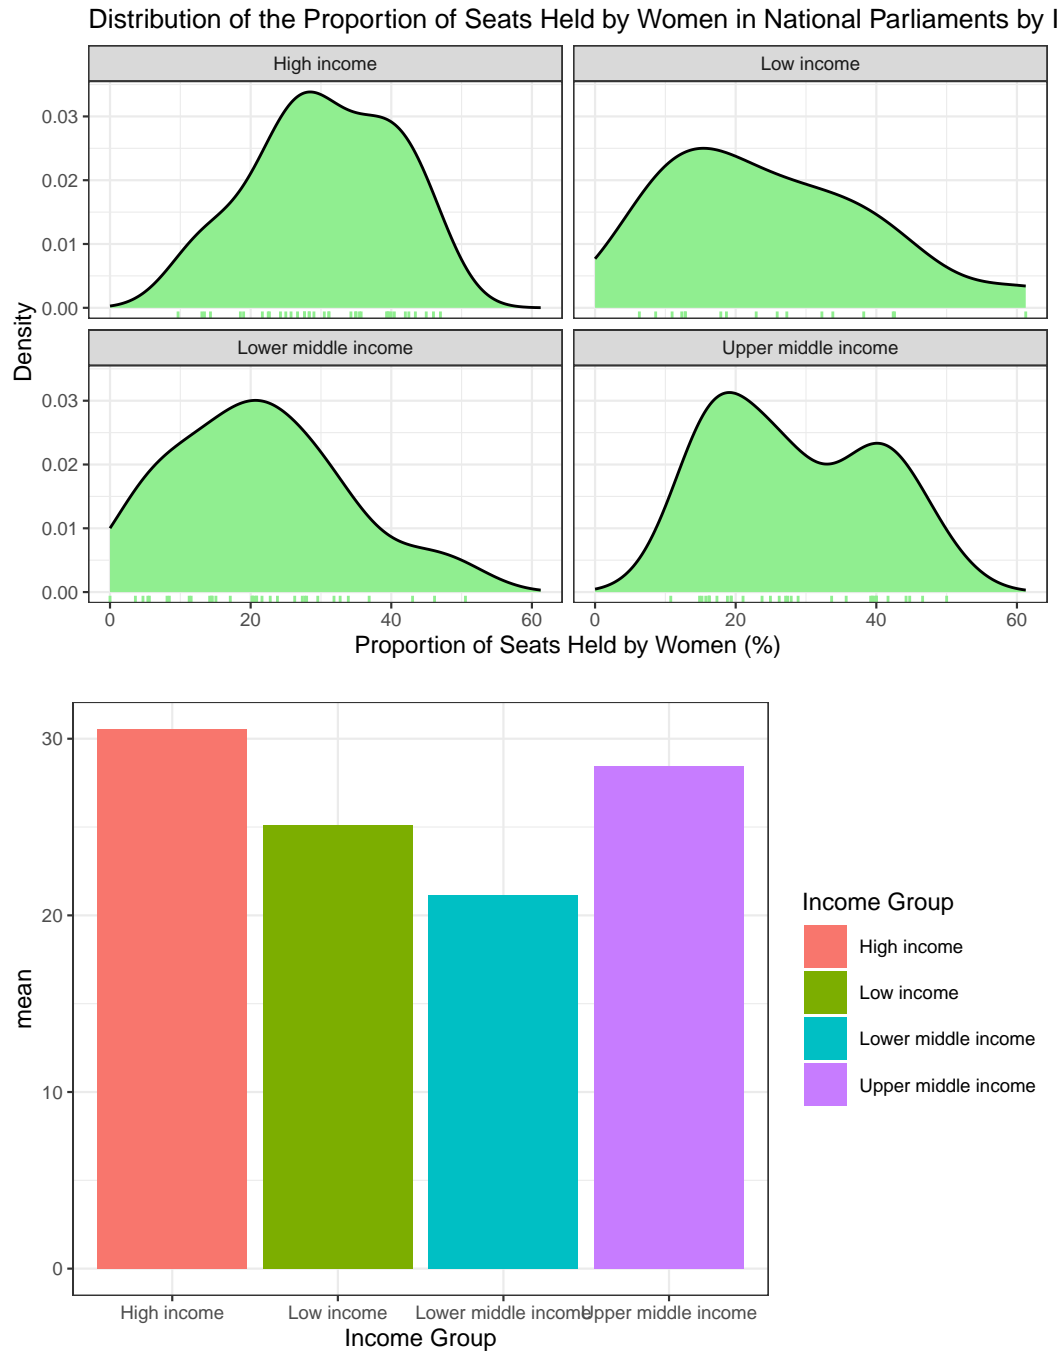 Distribution of the Proportion of Seats Held by Women in National Parliaments by I
High income
Low income
0.03
0.02
0.01
0.00
Density
Lower middle income
Upper middle income
0.03
0.02
0.01
0.00
0 20 40 60 0 20 40 60
Proportion of Seats Held by Women (%)
30
20
10
0
mean
High income
Low income
Lower middle income
Upper middle income
Income Group
Income Group
High income
Low income
Lower middle income
Upper middle income